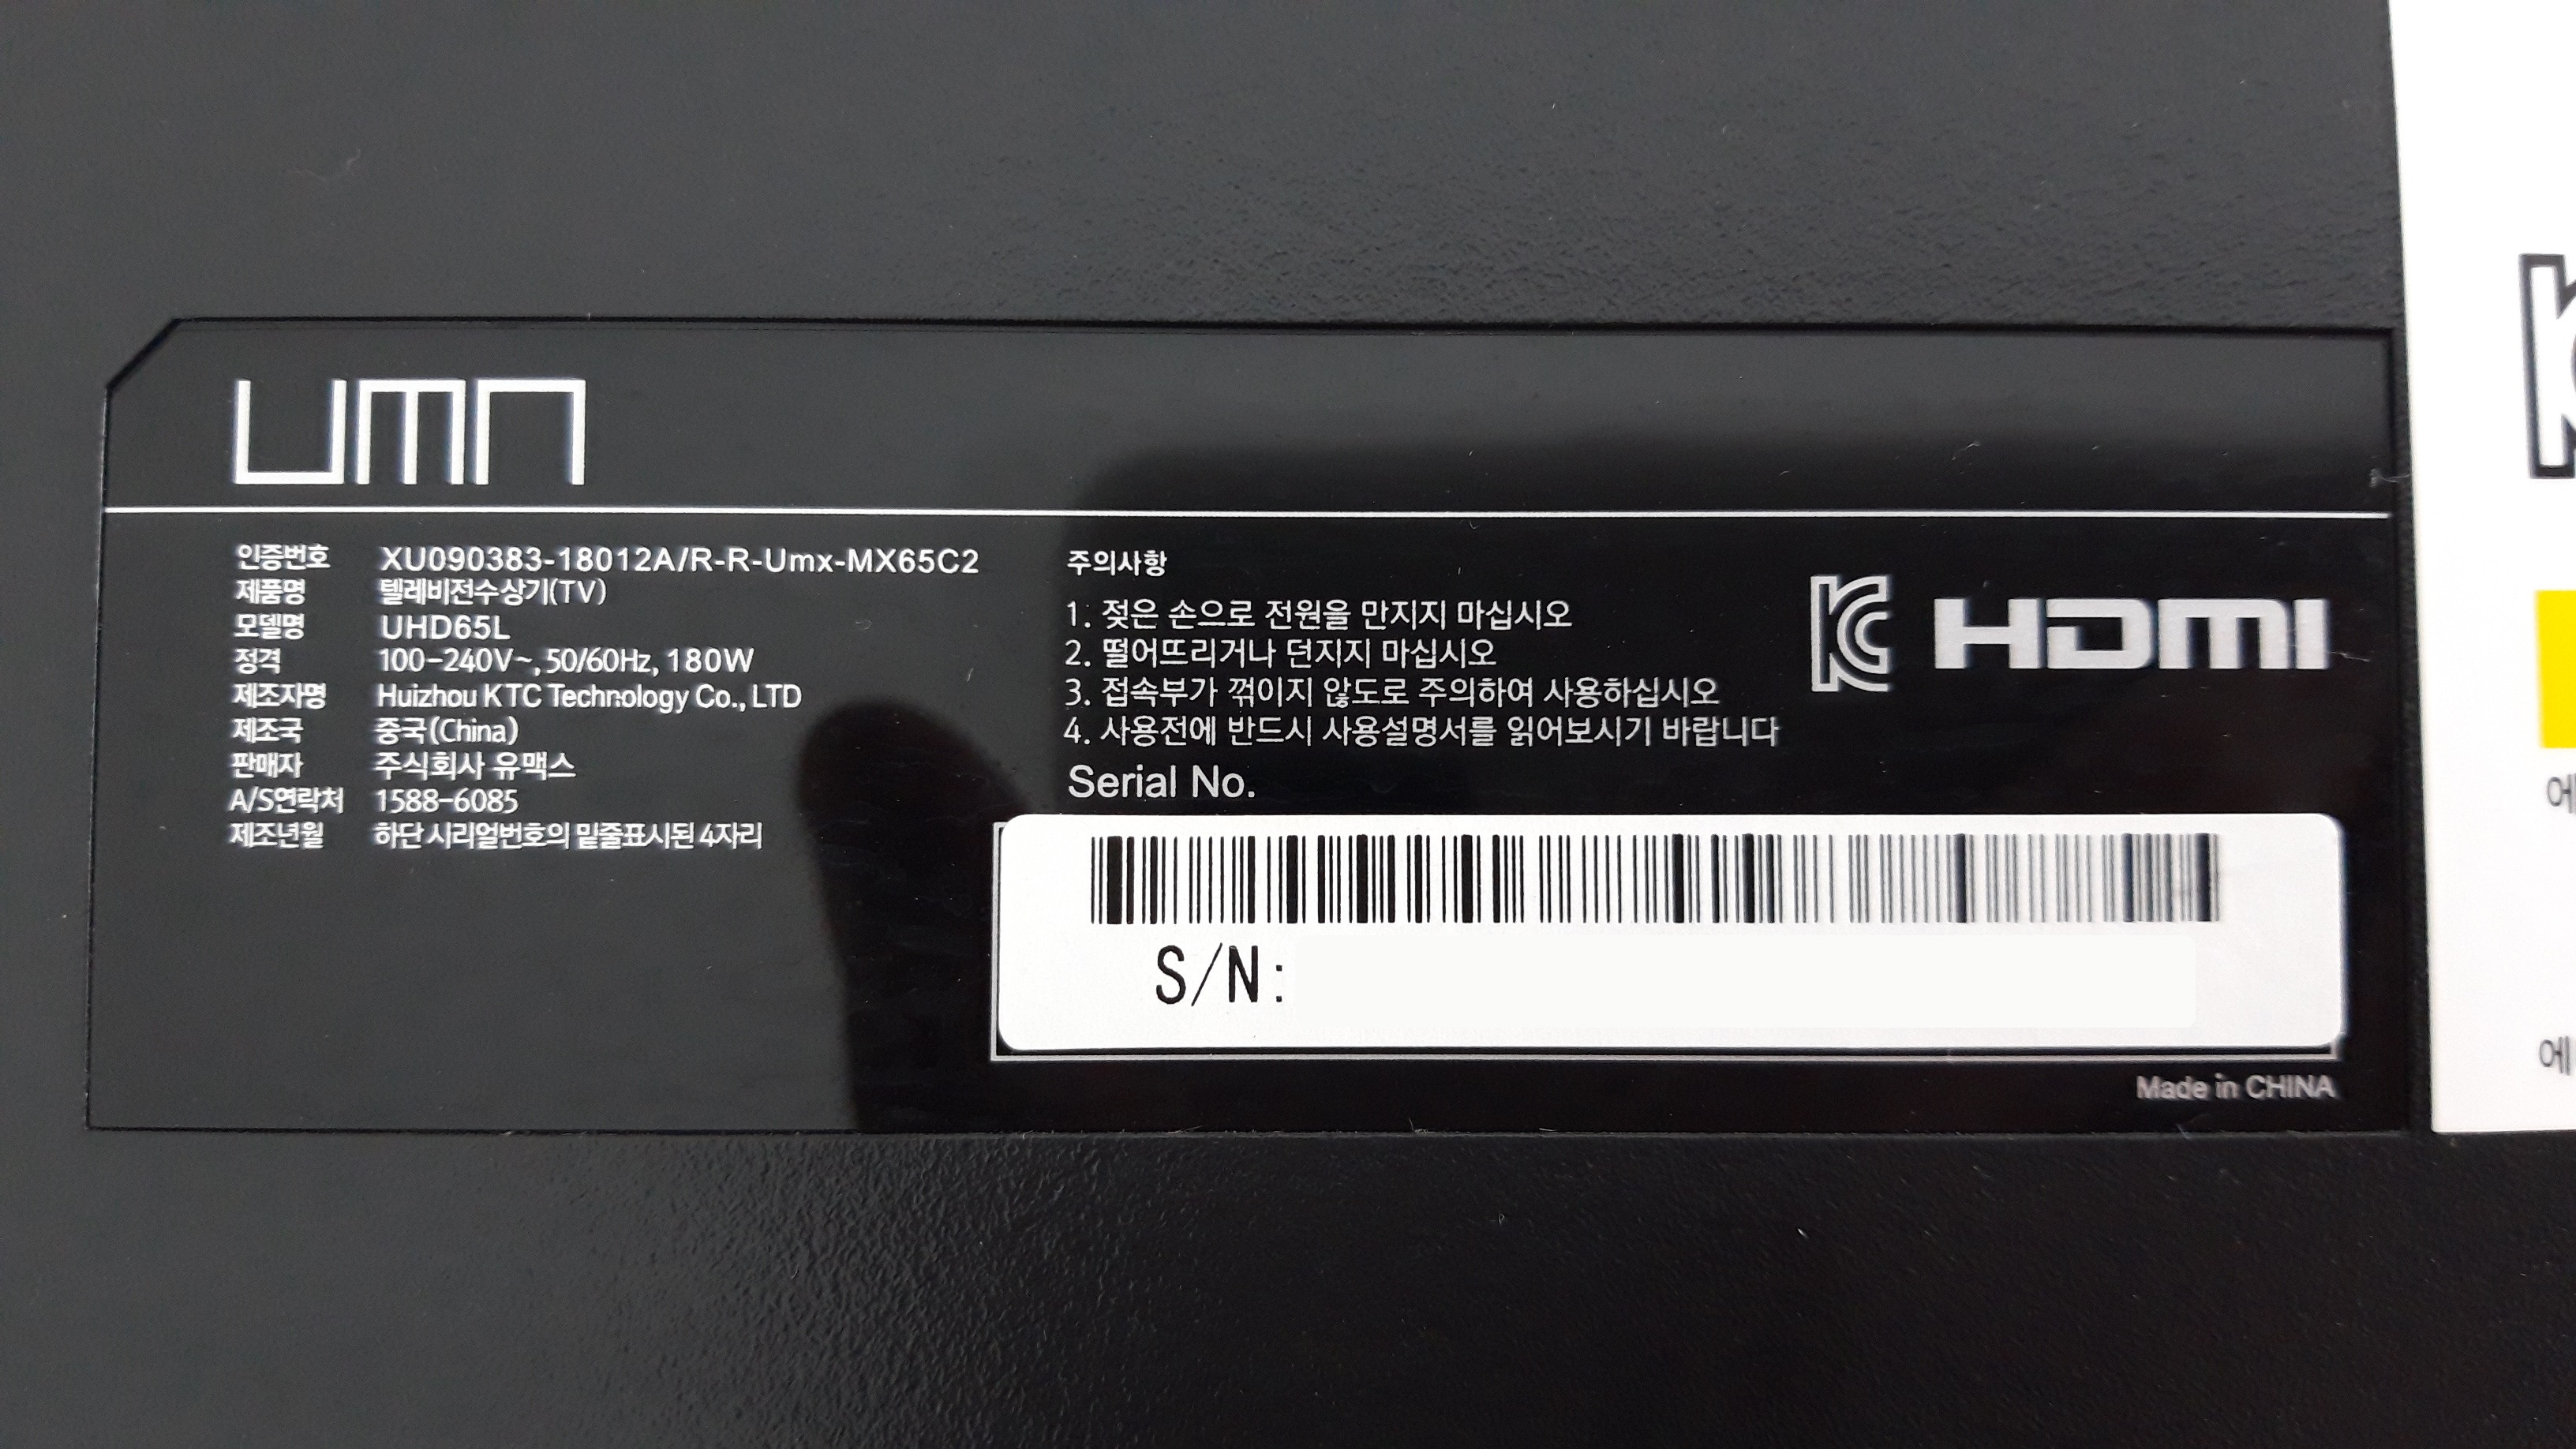 umn
인증번호 XU090383-18012A/R-R-Umx-MX65C2
제품명 텔레비전수상기(TV)
모델명 UHD65L
정격 100-240V~, 50/60Hz, 180W
제조자명 Huizhou KTC Technology Co., LTD
제조국 중국(China)
판매자 주식회사 유맥스
A/S연락처 1588-6085
제조년월 하단 시리얼번호의 밑줄표시된 4자리
주의사항
1. 젖은 손으로 전원을 만지지 마십시오
2. 떨어뜨리거나 던지지 마십시오
3. 접속부가 꺾이지 않도로 주의하여 사용하십시오
4. 사용전에 반드시 사용설명서를 읽어보시기 바랍니다
KC HDMI
Serial No.
S/N:
Made in CHINA